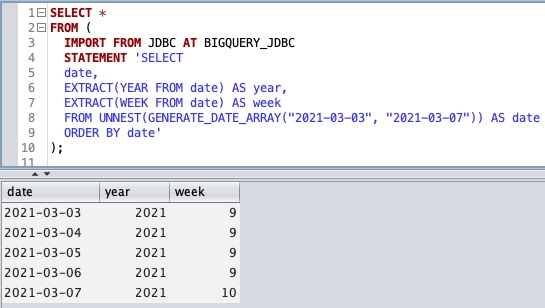 1 SELECT *
2 FROM (
3 IMPORT FROM JDBC AT BIGQUERY_JDBC
4 STATEMENT 'SELECT
5 date,
6 EXTRACT(YEAR FROM date) AS year,
7 EXTRACT(WEEK FROM date) AS week
8 FROM UNNEST(GENERATE_DATE_ARRAY("2021-03-03", "2021-03-07")) AS date
9 ORDER BY date'
10 );
11
date year week
2021-03-03 2021 9
2021-03-04 2021 9
2021-03-05 2021 9
2021-03-06 2021 9
2021-03-07 2021 10